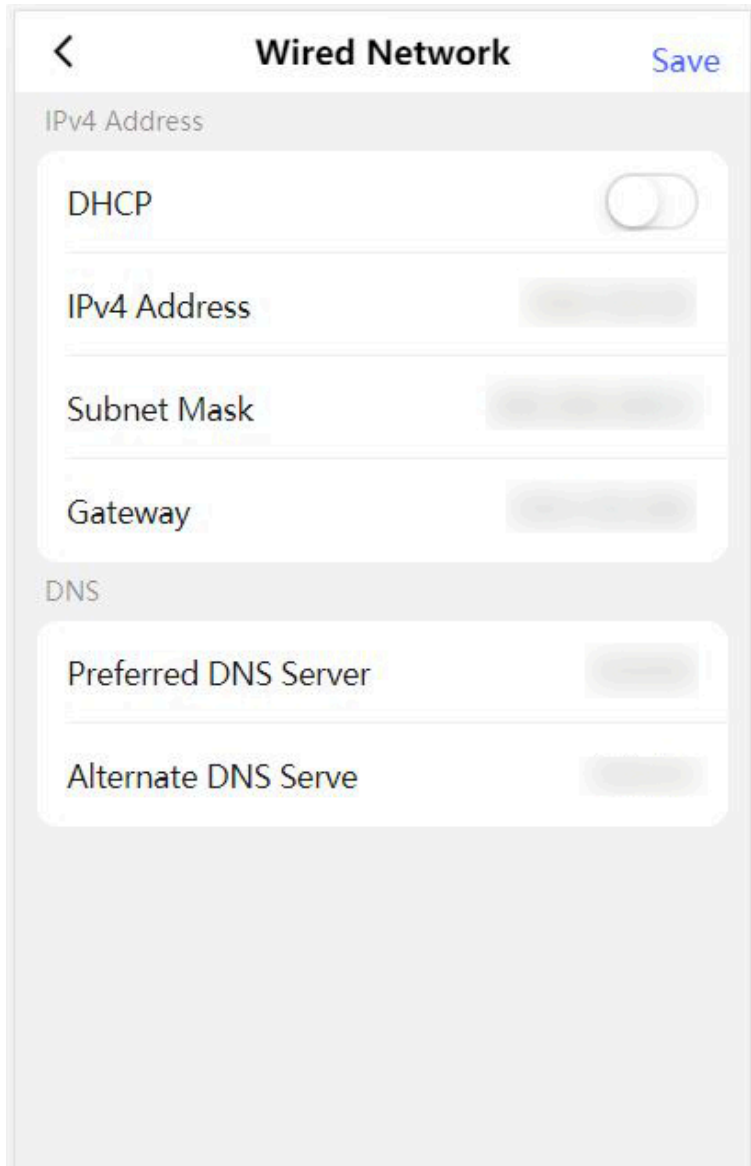 Wired Network
Save
IPv4 Address
DHCP
IPv4 Address
Subnet Mask
Gateway
DNS
Preferred DNS Server
Alternate DNS Serve